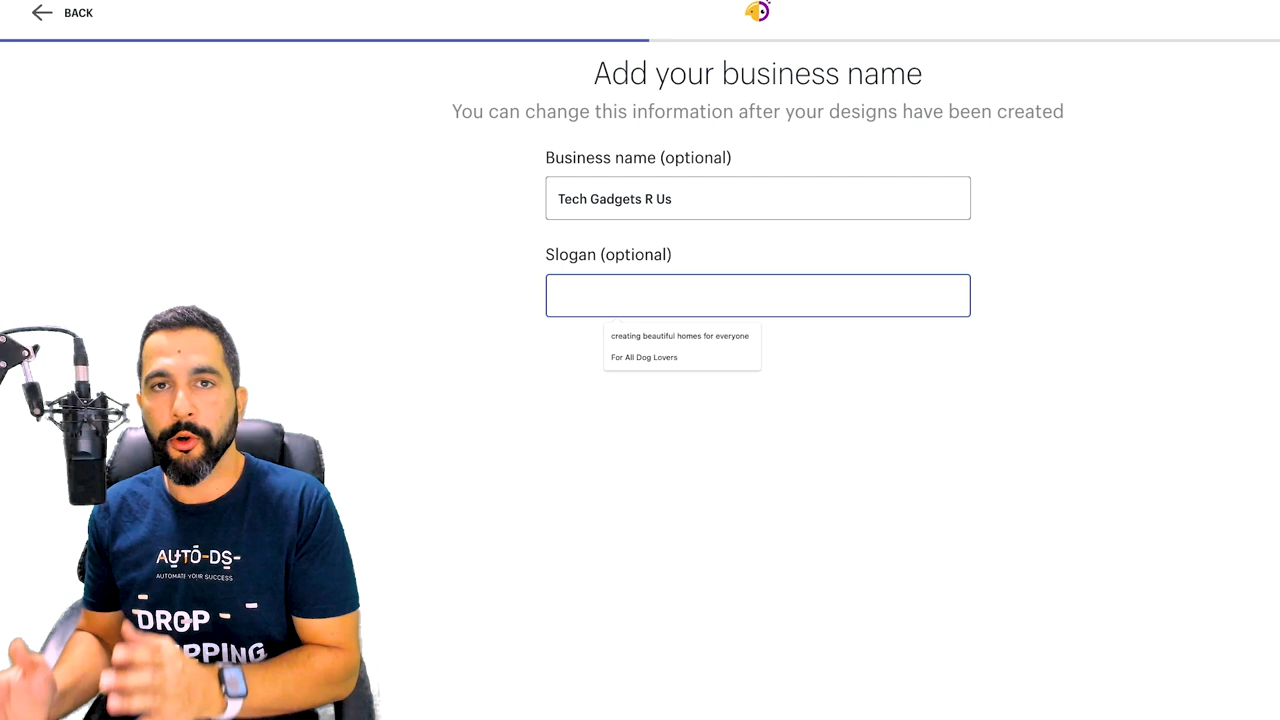 BACK
Add your business name
You can change this information after your designs have been created
Business name (optional)
Tech Gadgets R Us
Slogan (optional)
creating beautiful homes for everyone
For All Dog Lovers
AUTO-DS-
AUTOMATE YOUR SUCCESS
DROP